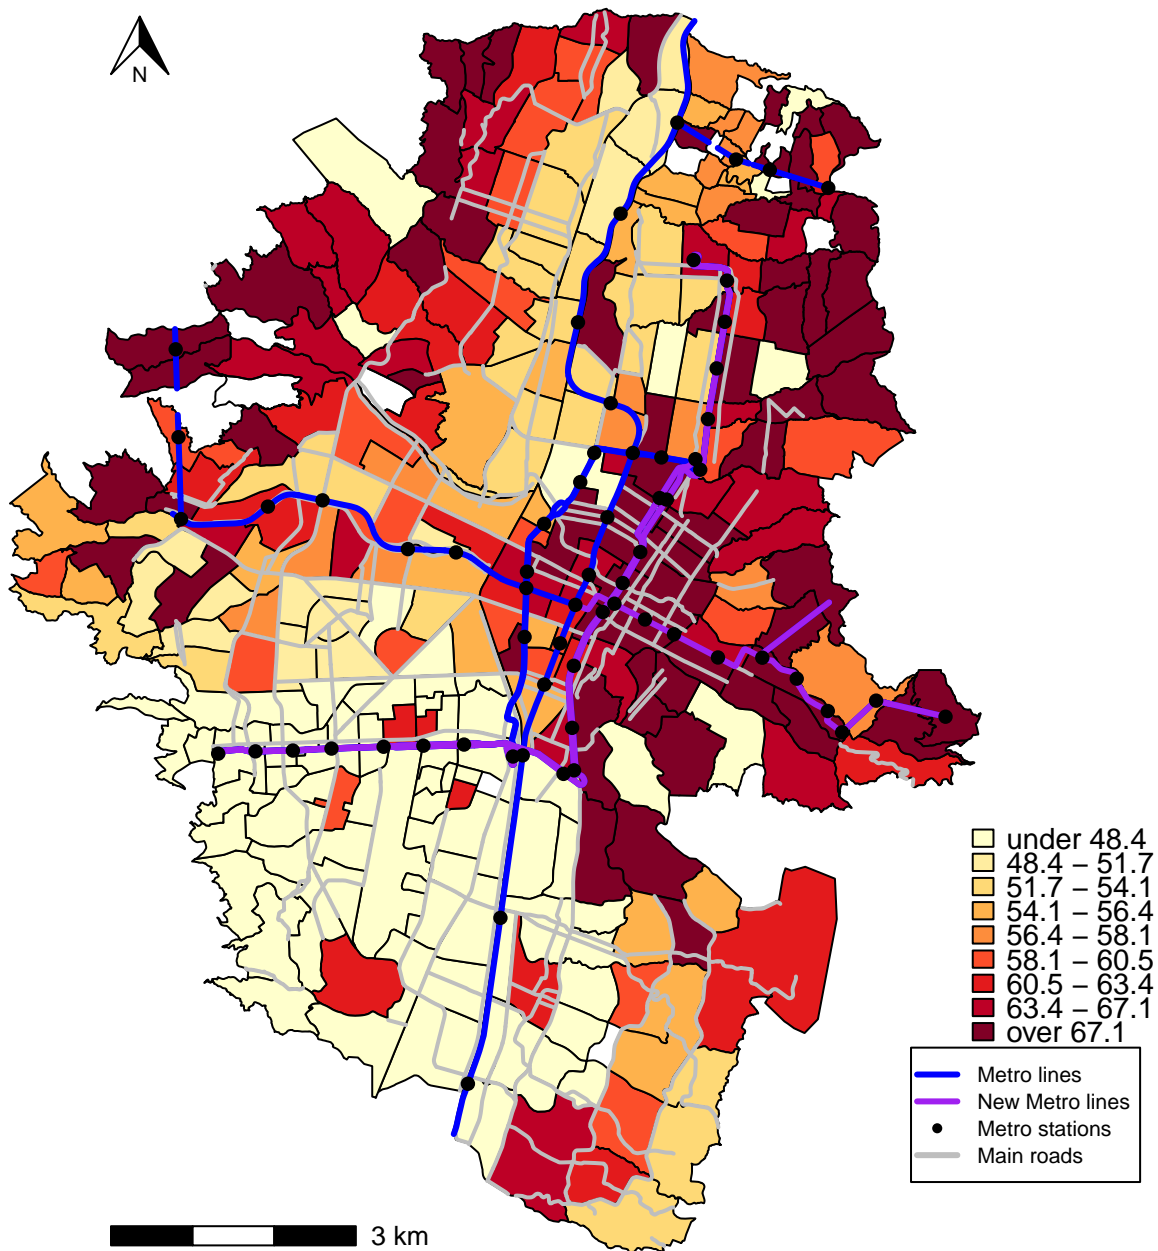 N
under 48.4
48.4 – 51.7
51.7 – 54.1
54.1 – 56.4
56.4 – 58.1
58.1 – 60.5
60.5 – 63.4
63.4 – 67.1
over 67.1
Metro lines
New Metro lines
Metro stations
Main roads
3 km